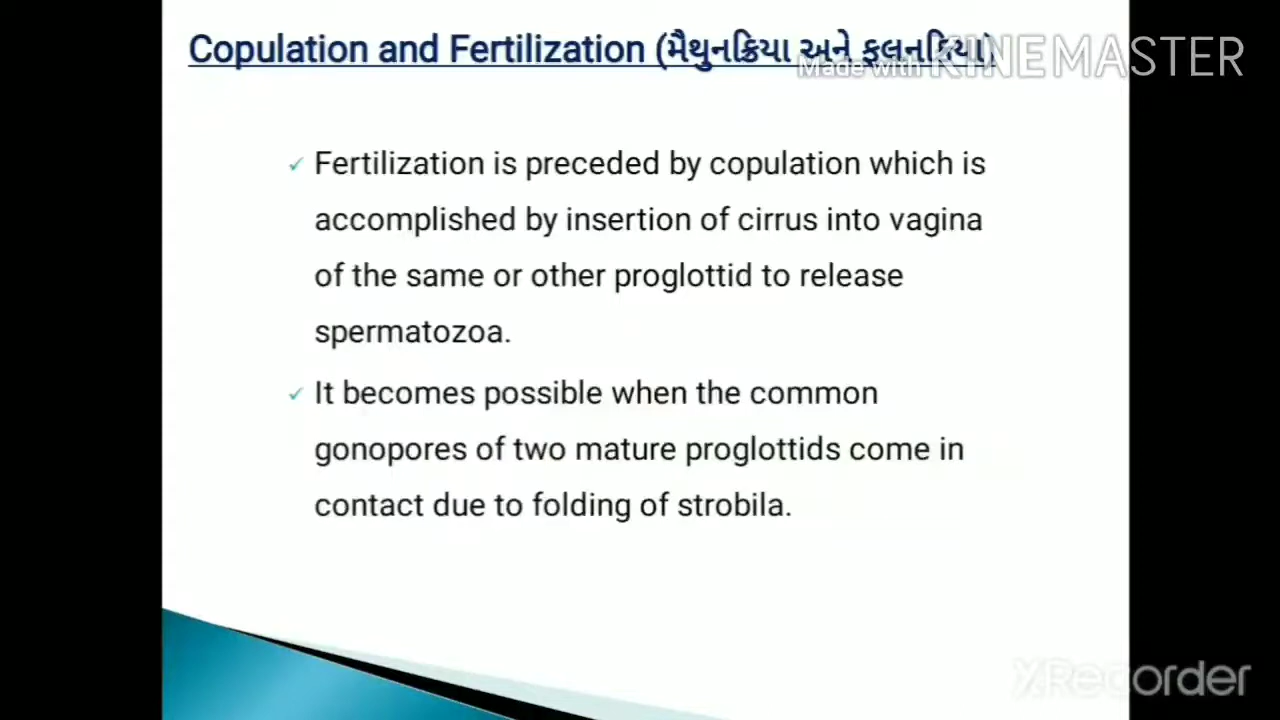 Copulation and Fertilization (મૈથુનક્રિયા અને ફલનક્રિયા)
Made with KINEMASTER
✓ Fertilization is preceded by copulation which is
accomplished by insertion of cirrus into vagina
of the same or other proglottid to release
spermatozoa.
✓ It becomes possible when the common
gonopores of two mature proglottids come in
contact due to folding of strobila.
XRecorder